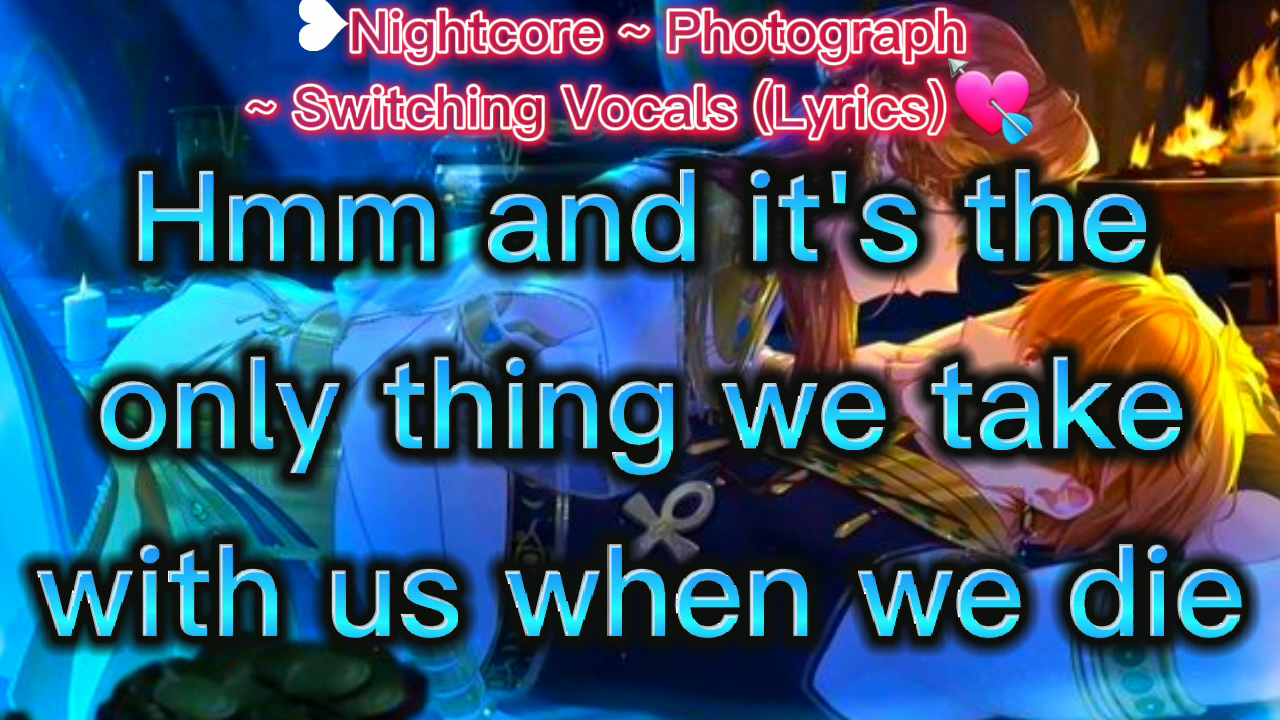 Nightcore ~ Photograph
~ Switching Vocals (Lyrics)
Hmm and it's the
only thing we take
with us when we die